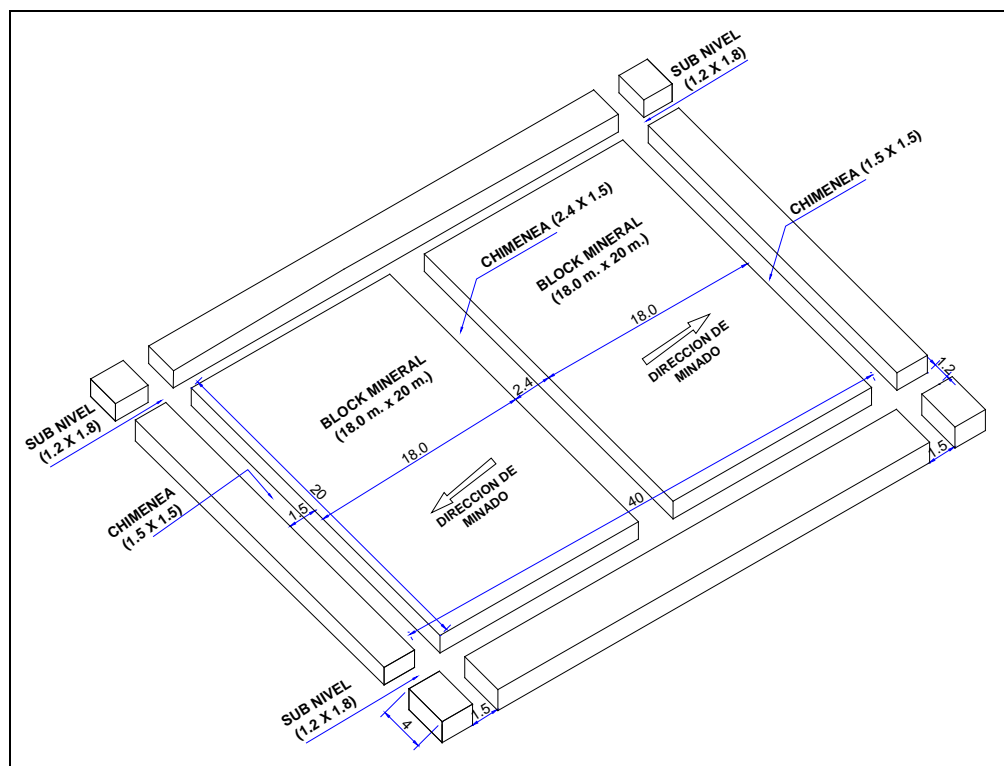 SUB NIVEL
(1.2 X 1.8)
CHIMENEA (1.5 X 1.5)
CHIMENEA (2.4 X 1.5)
BLOCK MINERAL
(18.0 m. x 20 m.)
18.0
DIRECCION DE
MINADO
2.4
1.2
1.5
BLOCK MINERAL
(18.0 m. x 20 m.)
18.0
DIRECCION DE
MINADO
40
20
1.5
SUB NIVEL
(1.2 X 1.8)
CHIMENEA
(1.5 X 1.5)
SUB NIVEL
(1.2 X 1.8)
4
1.5